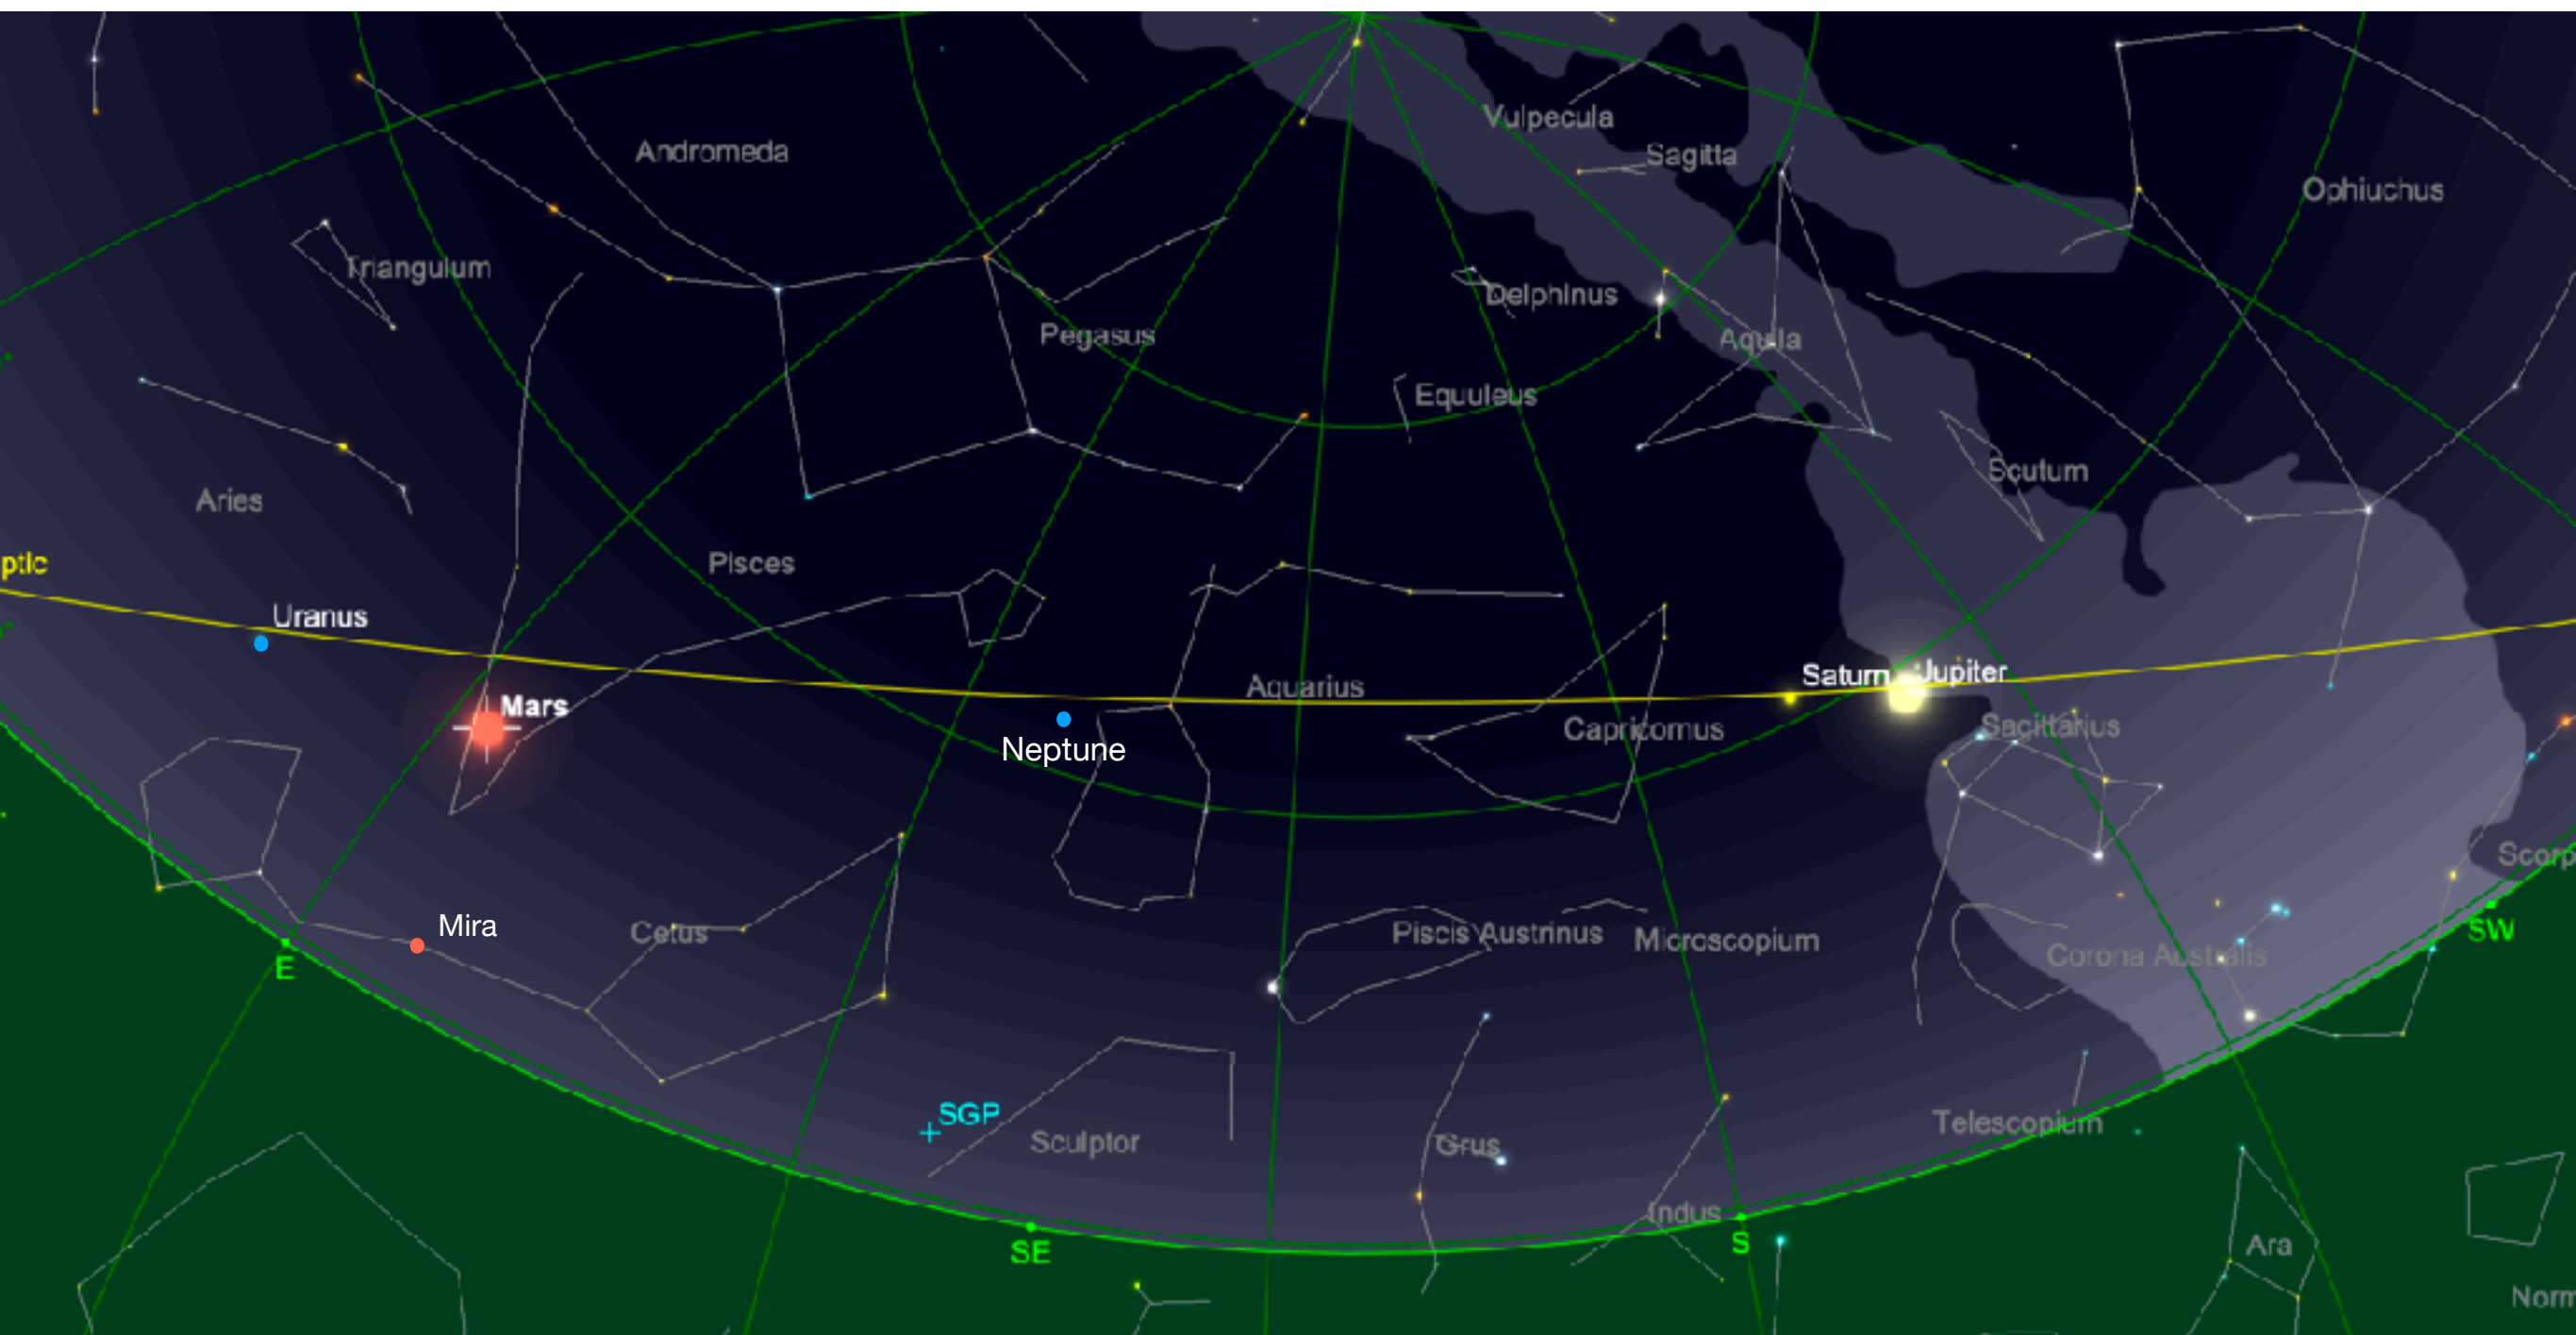 Vulpecula
Andromeda
Sagitta
Ophiuchus
Triangulum
Delphinus
Pegasus
Aquila
Equuleus
Scutum
Aries
ptic
Pisces
Uranus
Saturn Jupiter
Aquarius
Mars
Sagittarius
Capricornus
Neptune
Scorp
Mira
Cetus
Piscis Austrinus
Microscopium
SW
Corona Australis
E
SGP
Telescopium
Sculptor
Grus
Indus
S
SE
Ara
Norm